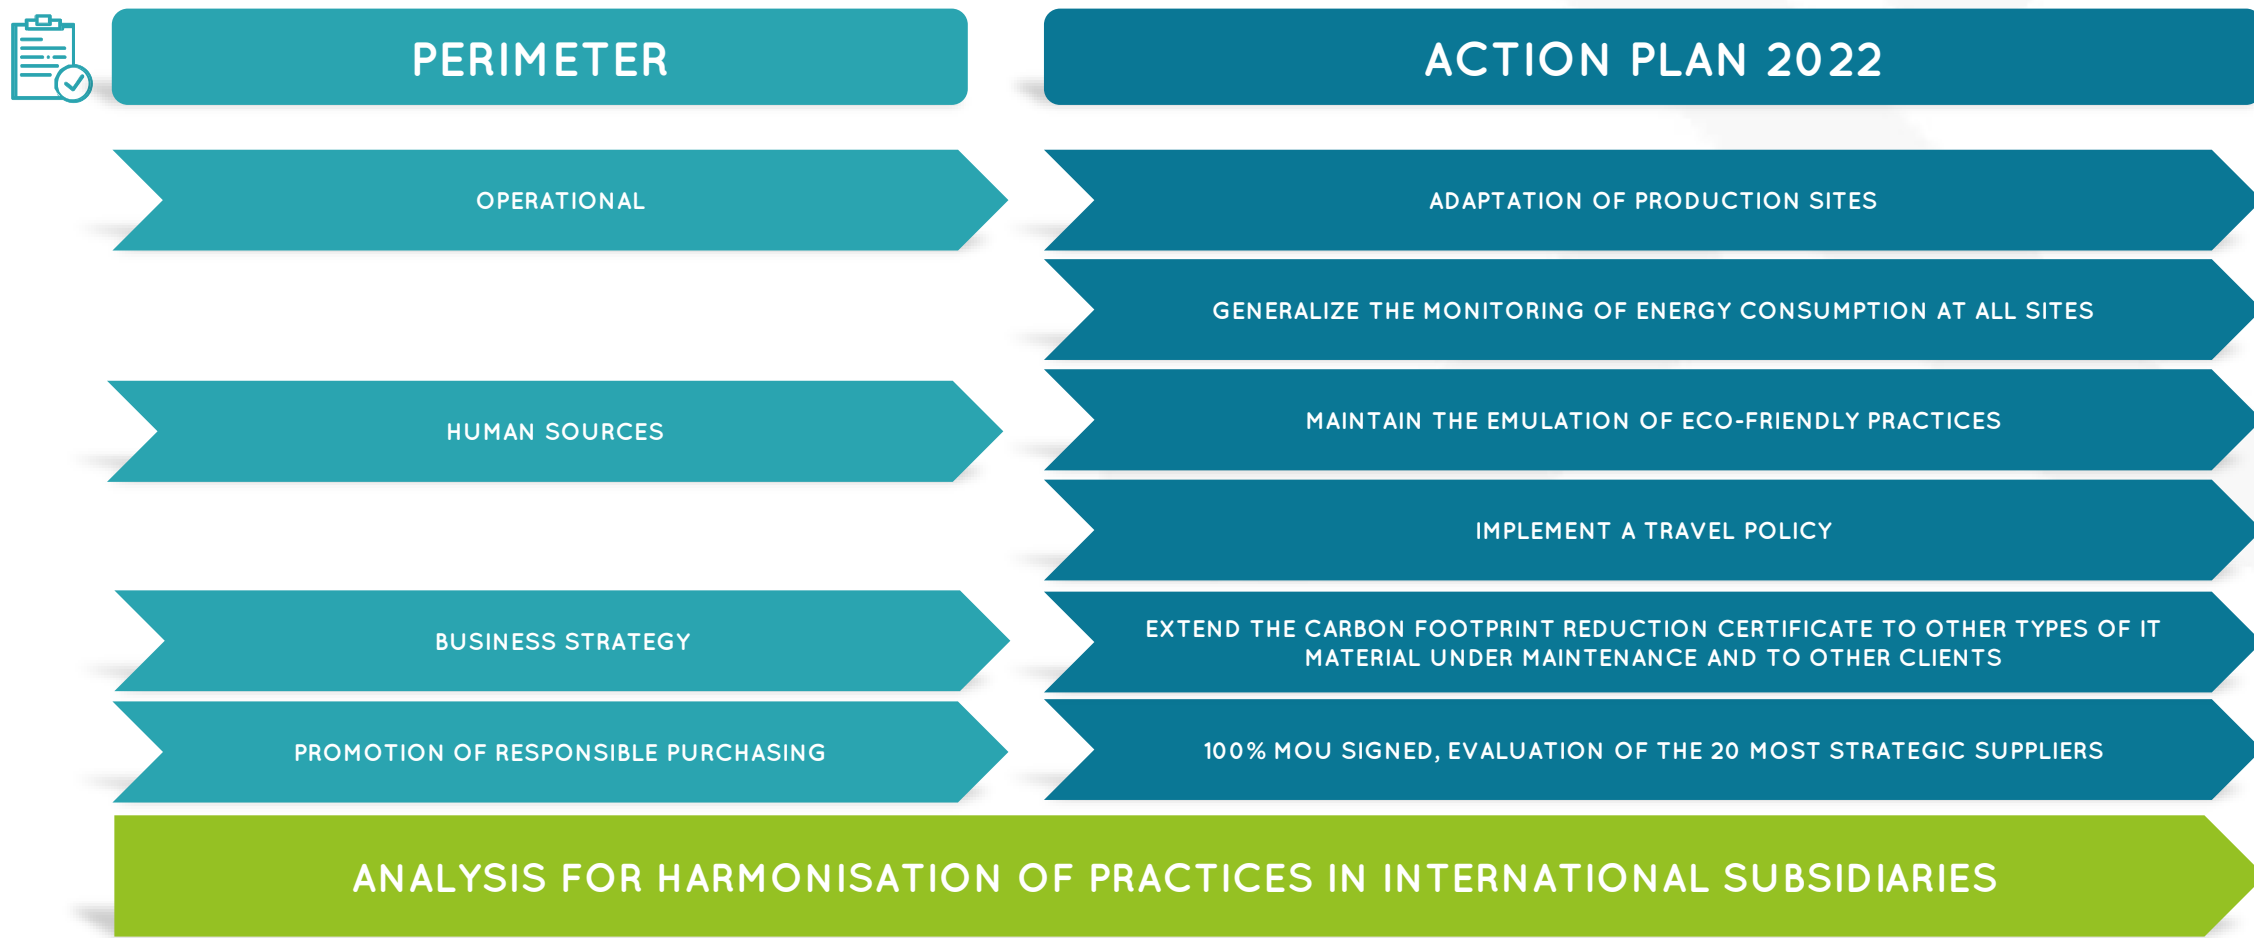 PERIMETER
ACTION PLAN 2022
OPERATIONAL
ADAPTATION OF PRODUCTION SITES
GENERALIZE THE MONITORING OF ENERGY CONSUMPTION AT ALL SITES
HUMAN SOURCES
MAINTAIN THE EMULATION OF ECO-FRIENDLY PRACTICES
IMPLEMENT A TRAVEL POLICY
BUSINESS STRATEGY
EXTEND THE CARBON FOOTPRINT REDUCTION CERTIFICATE TO OTHER TYPES OF IT
MATERIAL UNDER MAINTENANCE AND TO OTHER CLIENTS
PROMOTION OF RESPONSIBLE PURCHASING
100% MOU SIGNED, EVALUATION OF THE 20 MOST STRATEGIC SUPPLIERS
ANALYSIS FOR HARMONISATION OF PRACTICES IN INTERNATIONAL SUBSIDIARIES